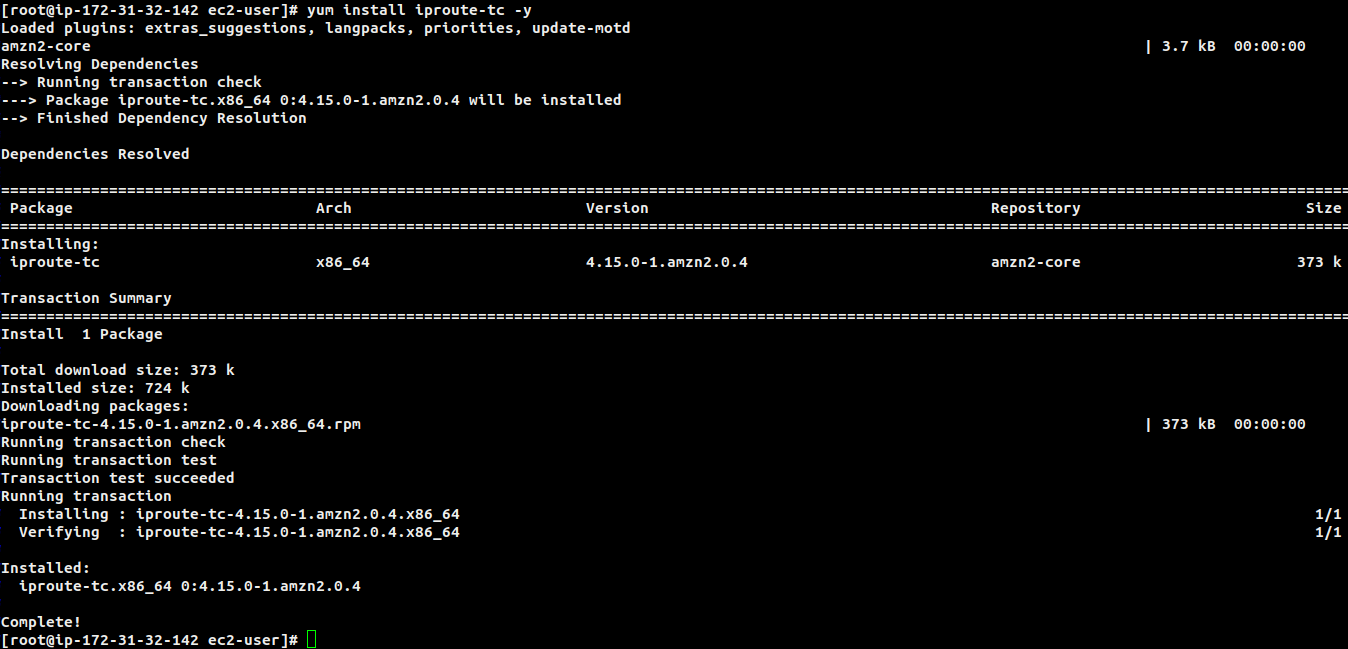 [root@ip-172-31-32-142 ec2-user]# yum install iproute-tc -y
Loaded plugins: extras_suggestions, langpacks, priorities, update-motd
amzn2-core | 3.7 kB 00:00:00
Resolving Dependencies
--> Running transaction check
---> Package iproute-tc.x86_64 0:4.15.0-1.amzn2.0.4 will be installed
--> Finished Dependency Resolution
Dependencies Resolved
================================================================================
Package Arch Version Repository Size
================================================================================
Installing:
iproute-tc x86_64 4.15.0-1.amzn2.0.4 amzn2-core 373 k
Transaction Summary
================================================================================
Install 1 Package
Total download size: 373 k
Installed size: 724 k
Downloading packages:
iproute-tc-4.15.0-1.amzn2.0.4.x86_64.rpm | 373 kB 00:00:00
Running transaction check
Running transaction test
Transaction test succeeded
Running transaction
Installing : iproute-tc-4.15.0-1.amzn2.0.4.x86_64 1/1
Verifying : iproute-tc-4.15.0-1.amzn2.0.4.x86_64 1/1
Installed:
iproute-tc.x86_64 0:4.15.0-1.amzn2.0.4
Complete!
[root@ip-172-31-32-142 ec2-user]#